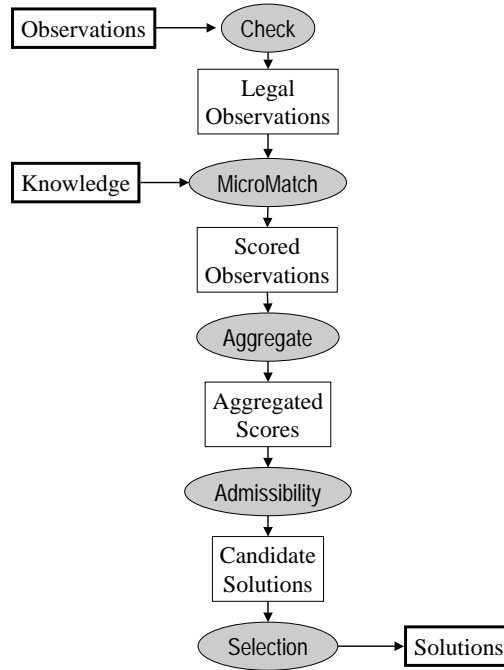 Observations
Check
Legal
Observations
Knowledge
MicroMatch
Scored
Observations
Aggregate
Aggregated
Scores
Admissibility
Candidate
Solutions
Selection
Solutions